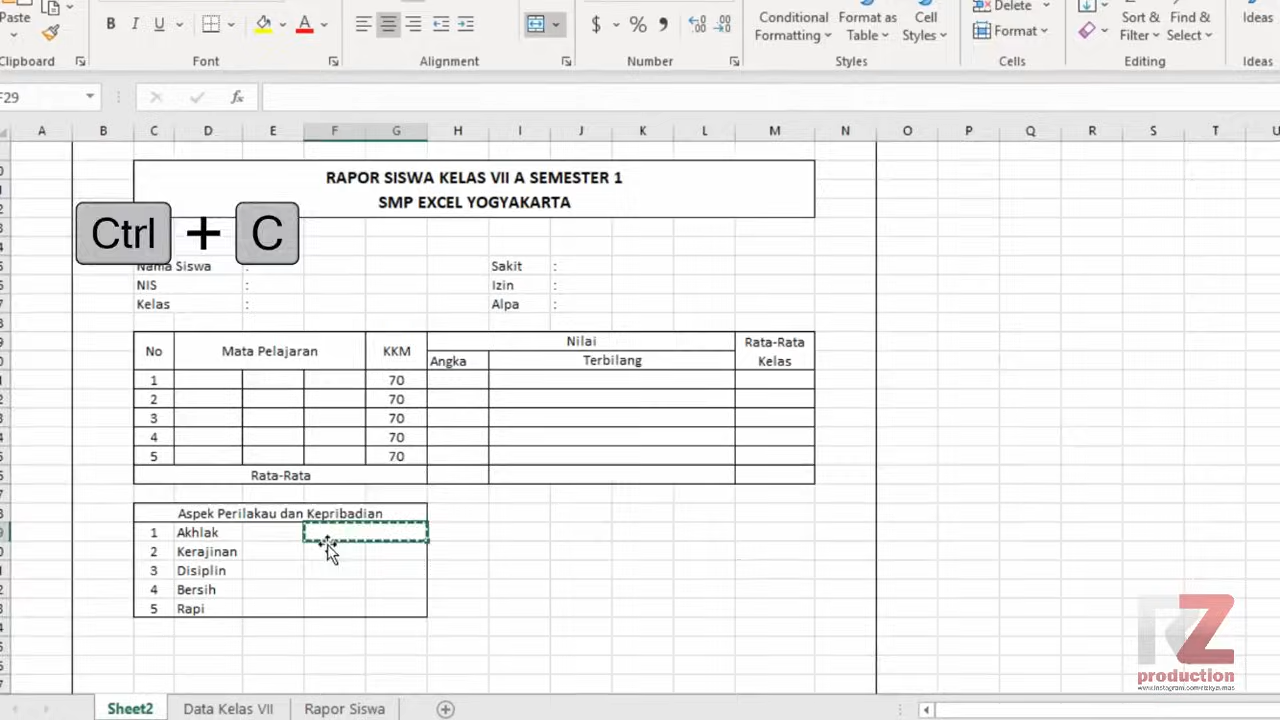 Paste
B I U
A
$ % ,
Conditional Formatting
Format as Table
Cell Styles
Delete
Format
Sort & Filter
Find & Select
Ideas
Clipboard
Font
Alignment
Number
Styles
Cells
Editing
Ideas
F29
fx
A B C D E F G H I J K L M N O P Q R S T U
RAPOR SISWA KELAS VII A SEMESTER 1
SMP EXCEL YOGYAKARTA
Ctrl + C
Nama Siswa : Sakit :
NIS : Izin :
Kelas : Alpa :
No Mata Pelajaran KKM Nilai Rata-Rata Kelas
Angka Terbilang
1 70
2 70
3 70
4 70
5 70
Rata-Rata
Aspek Perilakau dan Kepribadian
1 Akhlak
2 Kerajinan
3 Disiplin
4 Bersih
5 Rapi
RZ
production
Sheet2 Data Kelas VII Rapor Siswa